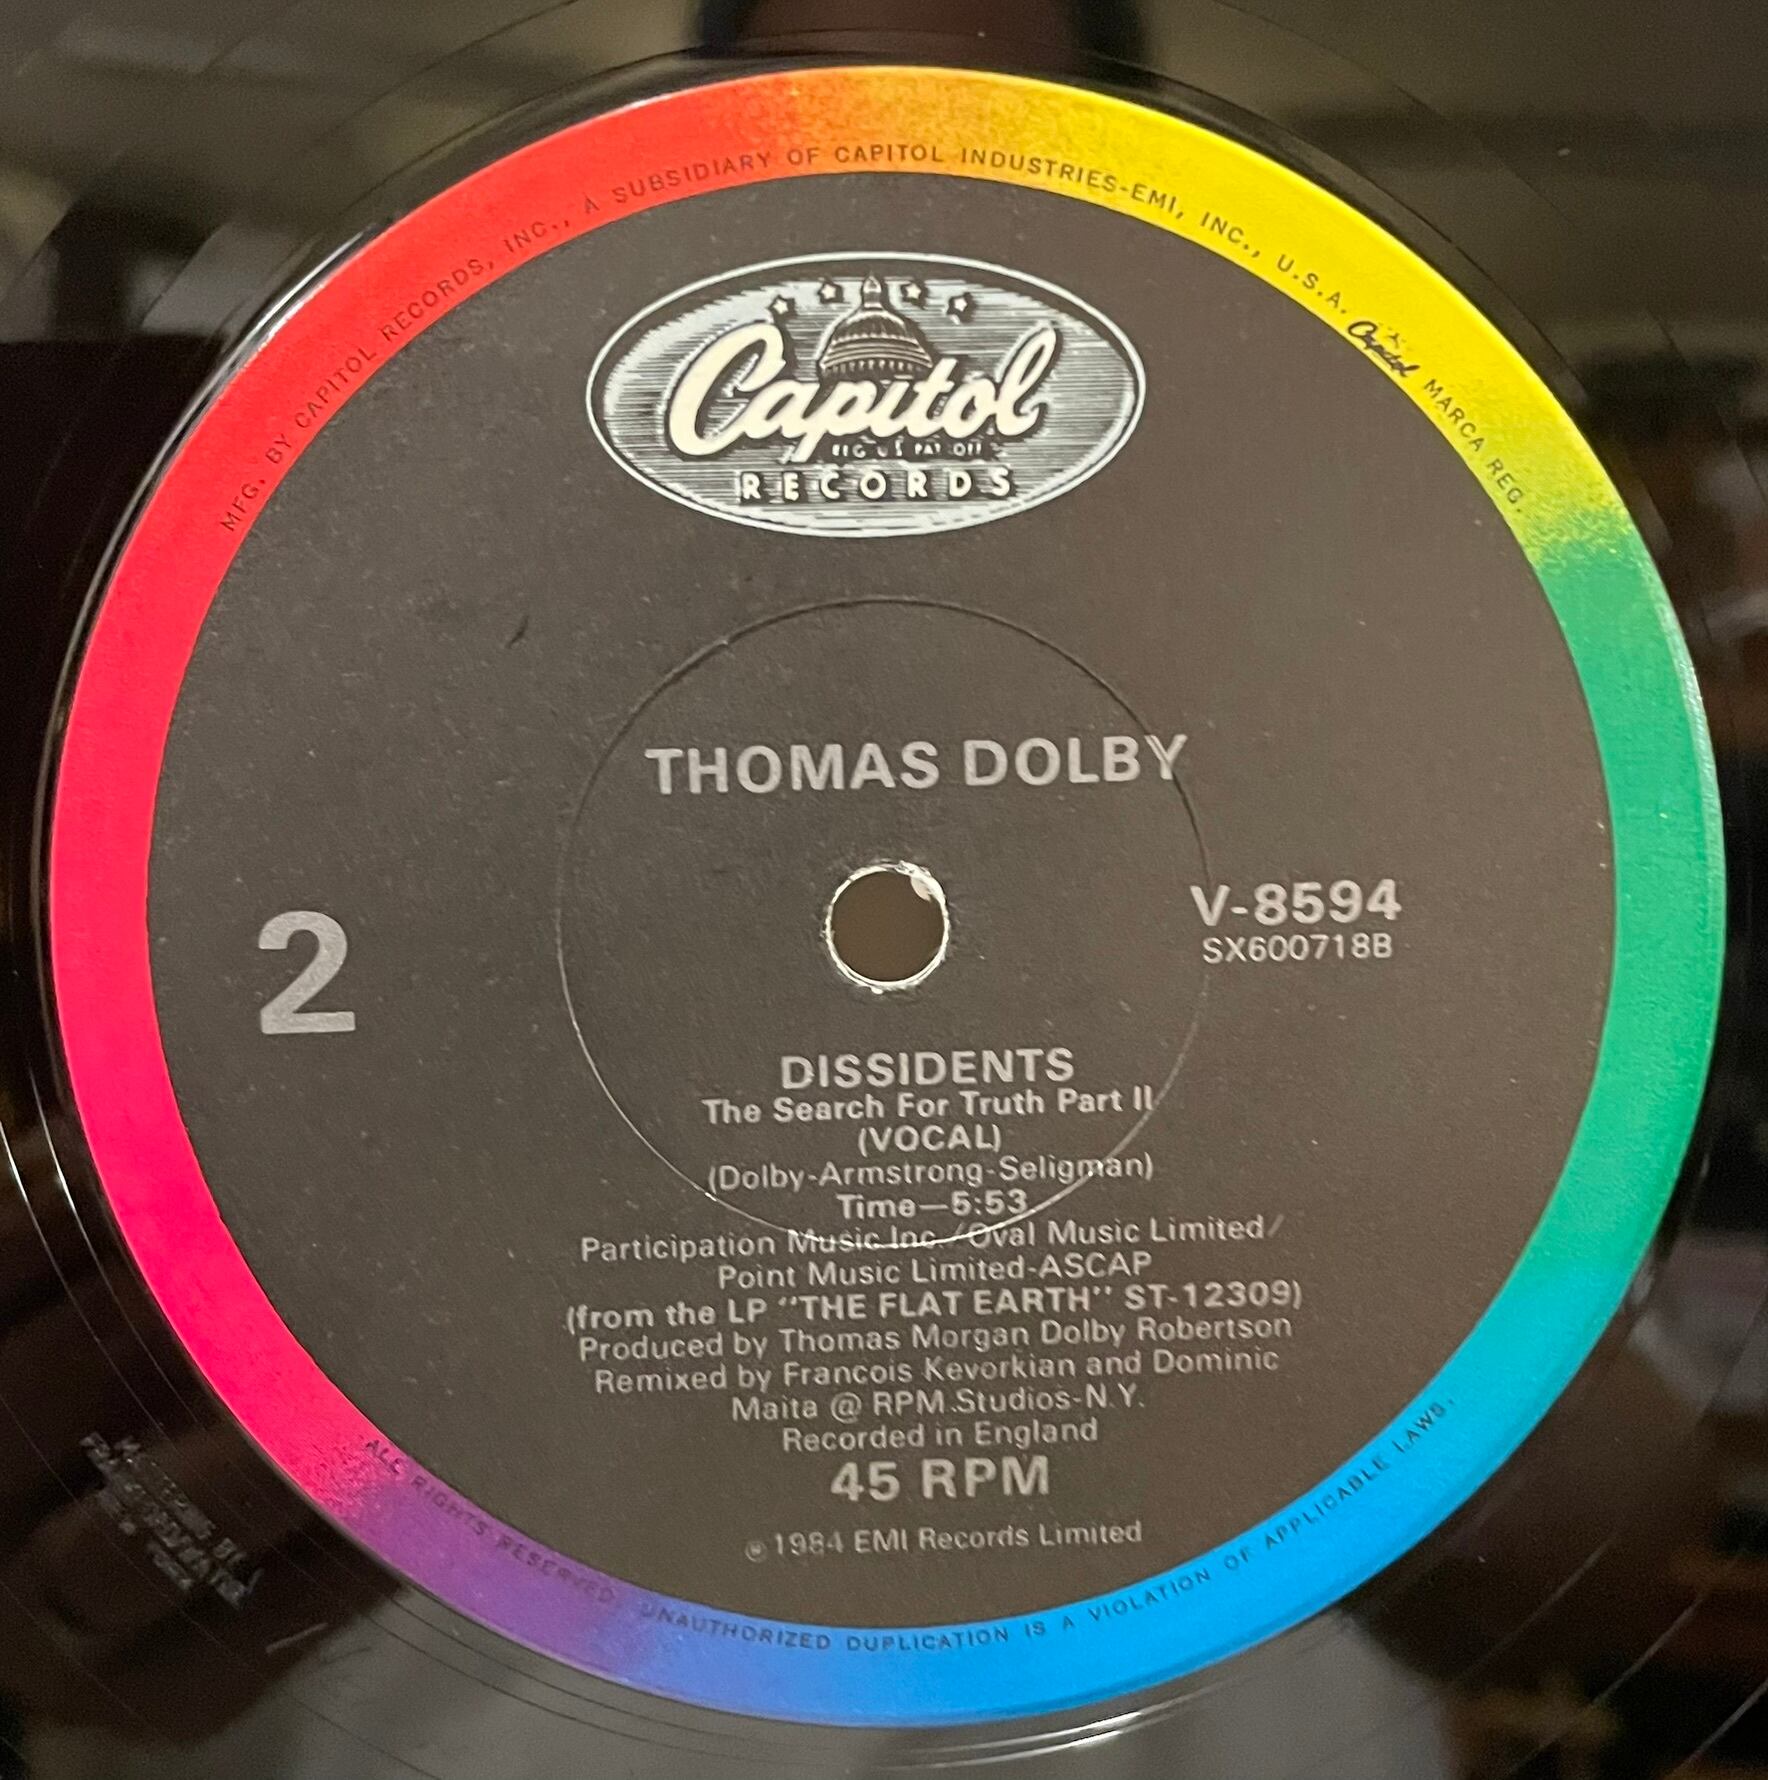 MFG. BY CAPITOL RECORDS, INC., A SUBSIDIARY OF CAPITOL INDUSTRIES-EMI, INC., U.S.A. Capitol MARCA REG.
Capitol
REG U S PAT OFF
RECORDS
THOMAS DOLBY
2
V-8594
SX600718B
DISSIDENTS
The Search For Truth Part II
(VOCAL)
(Dolby-Armstrong-Seligman)
Time—5:53
Participation Music Inc./Oval Music Limited/
Point Music Limited-ASCAP
(from the LP "THE FLAT EARTH" ST-12309)
Produced by Thomas Morgan Dolby Robertson
Remixed by Francois Kevorkian and Dominic
Maita @ RPM Studios-N.Y.
Recorded in England
45 RPM
℗ 1984 EMI Records Limited
ALL RIGHTS RESERVED. UNAUTHORIZED DUPLICATION IS A VIOLATION OF APPLICABLE LAWS.